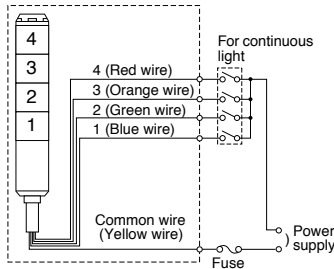 4
3
2
1
For continuous
light
4 (Red wire)
3 (Orange wire)
2 (Green wire)
1 (Blue wire)
Common wire
(Yellow wire)
Fuse
Power
supply